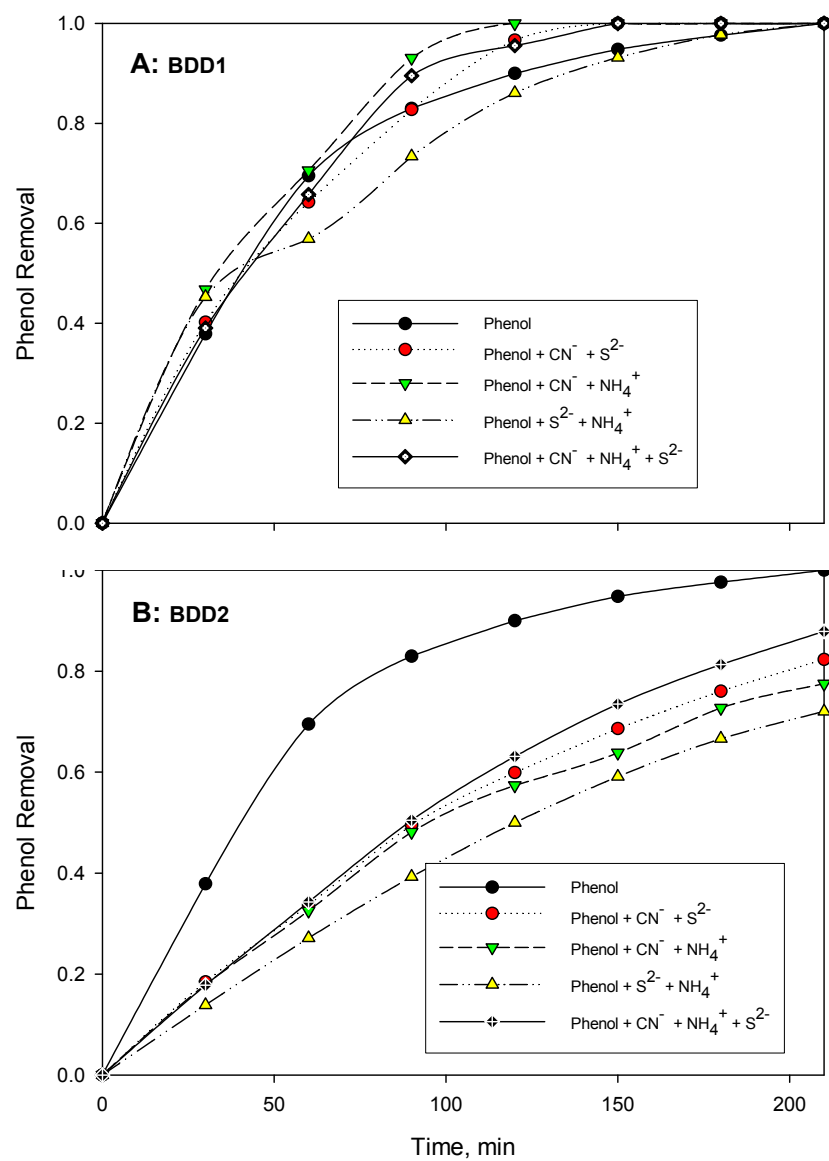 1.0
A: BDD1
0.8
0.6
0.4
0.2
0.0
Phenol Removal
Phenol
Phenol + CN⁻ + S²⁻
Phenol + CN⁻ + NH₄⁺
Phenol + S²⁻ + NH₄⁺
Phenol + CN⁻ + NH₄⁺ + S²⁻
1.0
B: BDD2
0.8
0.6
0.4
0.2
0.0
Phenol Removal
Phenol
Phenol + CN⁻ + S²⁻
Phenol + CN⁻ + NH₄⁺
Phenol + S²⁻ + NH₄⁺
Phenol + CN⁻ + NH₄⁺ + S²⁻
0 50 100 150 200
Time, min